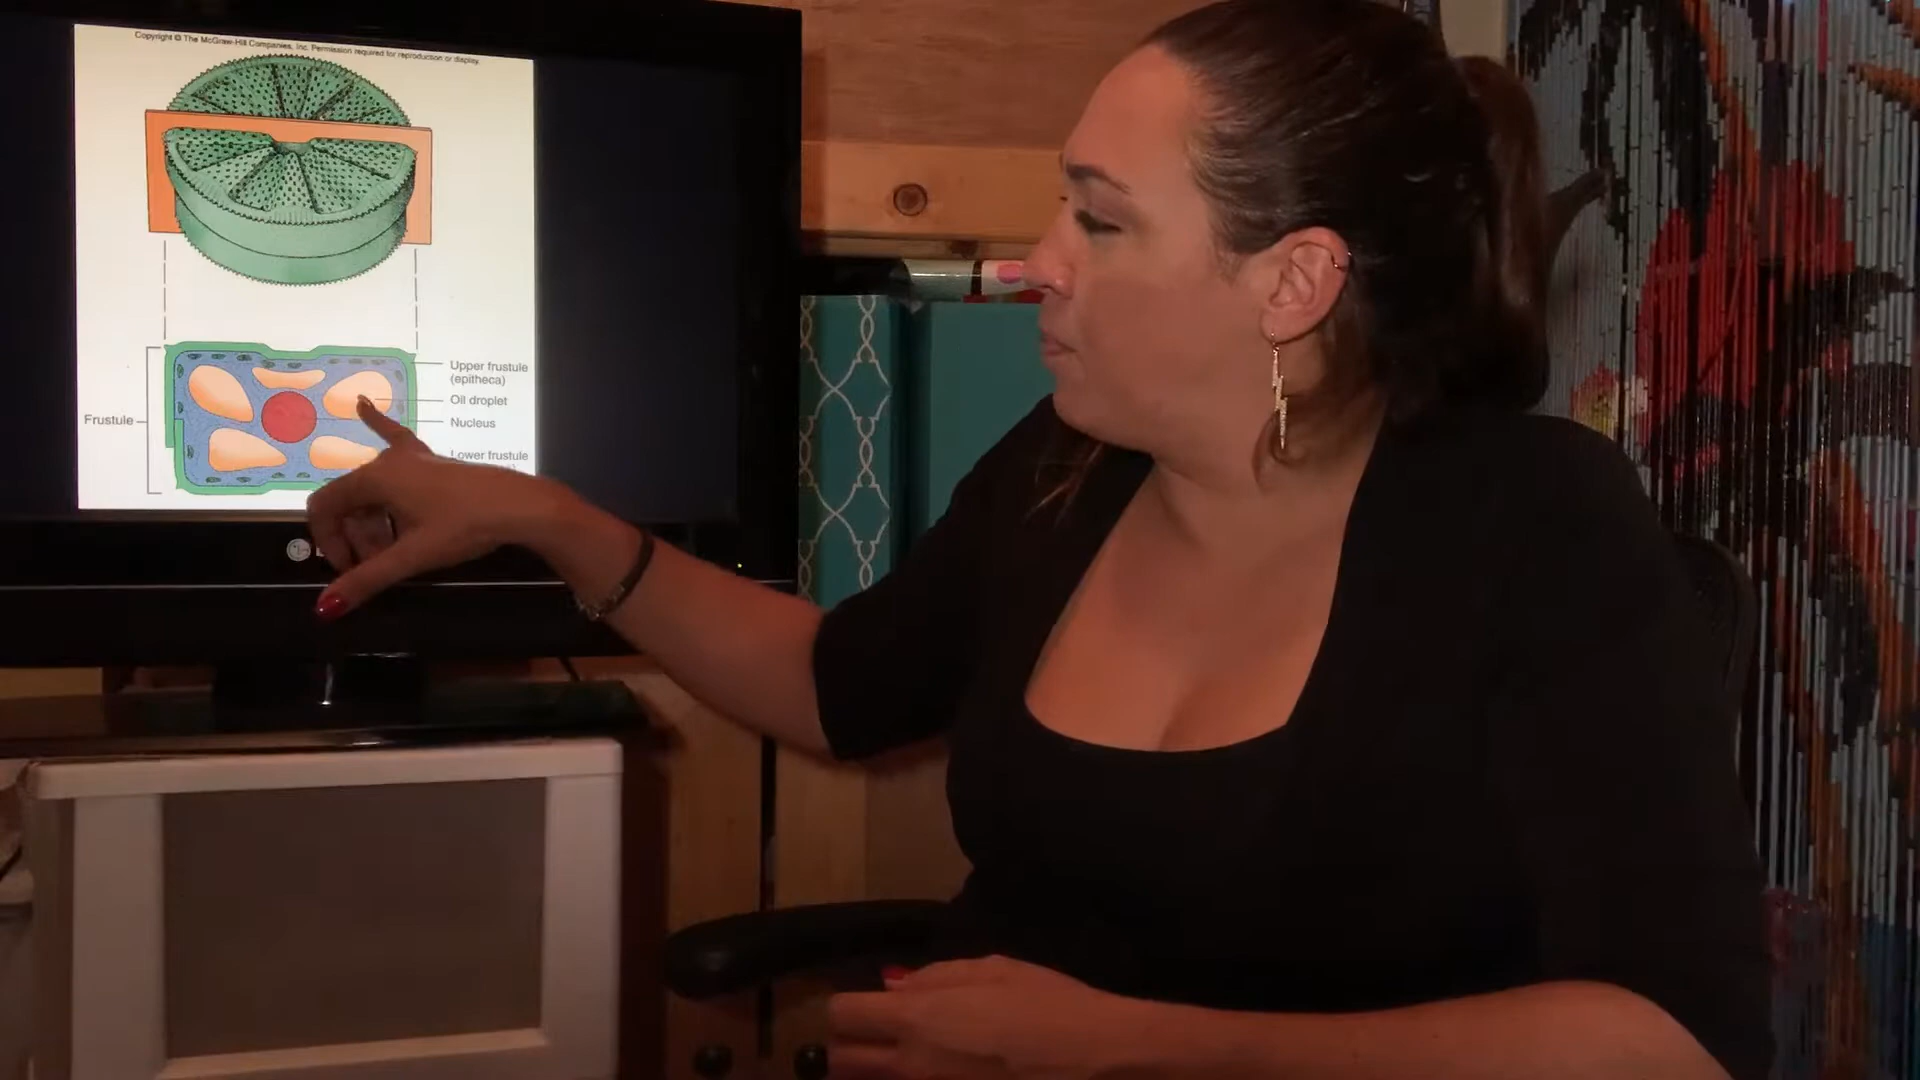 Copyright © The McGraw-Hill Companies, Inc. Permission required for reproduction or display.
Upper frustule
(epitheca)
Oil droplet
Frustule
Nucleus
Lower frustule